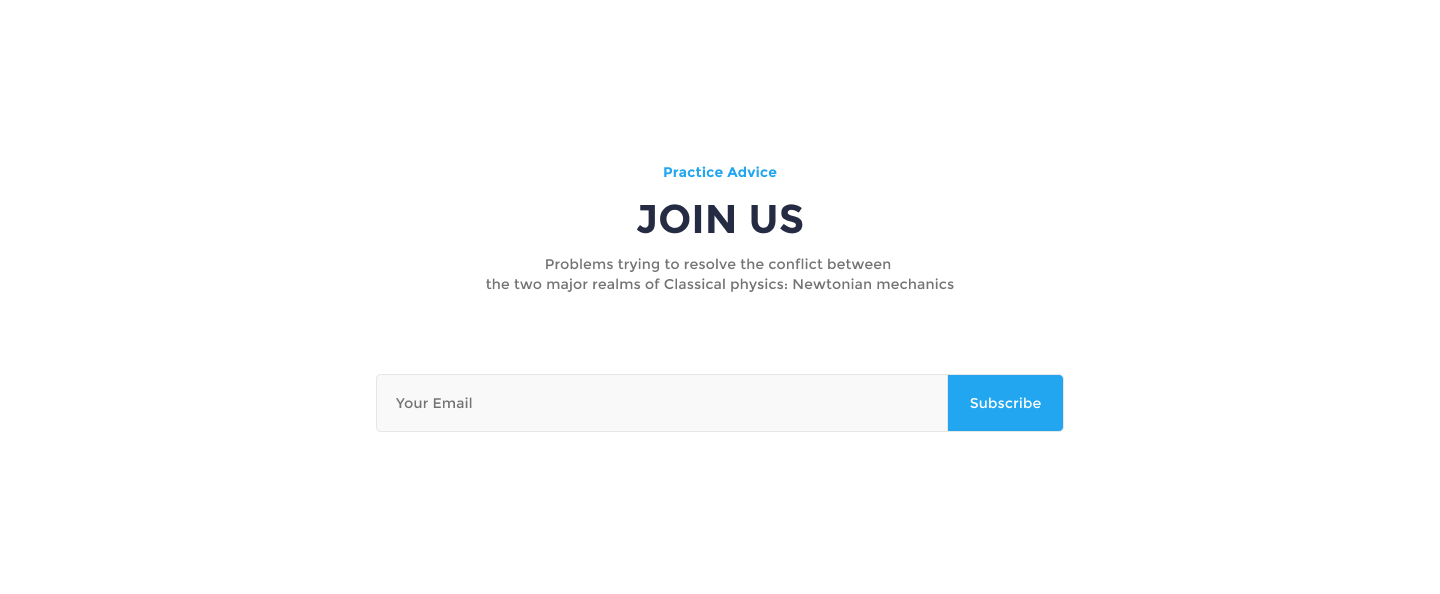 Practice Advice
JOIN US
Problems trying to resolve the conflict between
the two major realms of Classical physics: Newtonian mechanics
Your Email
Subscribe